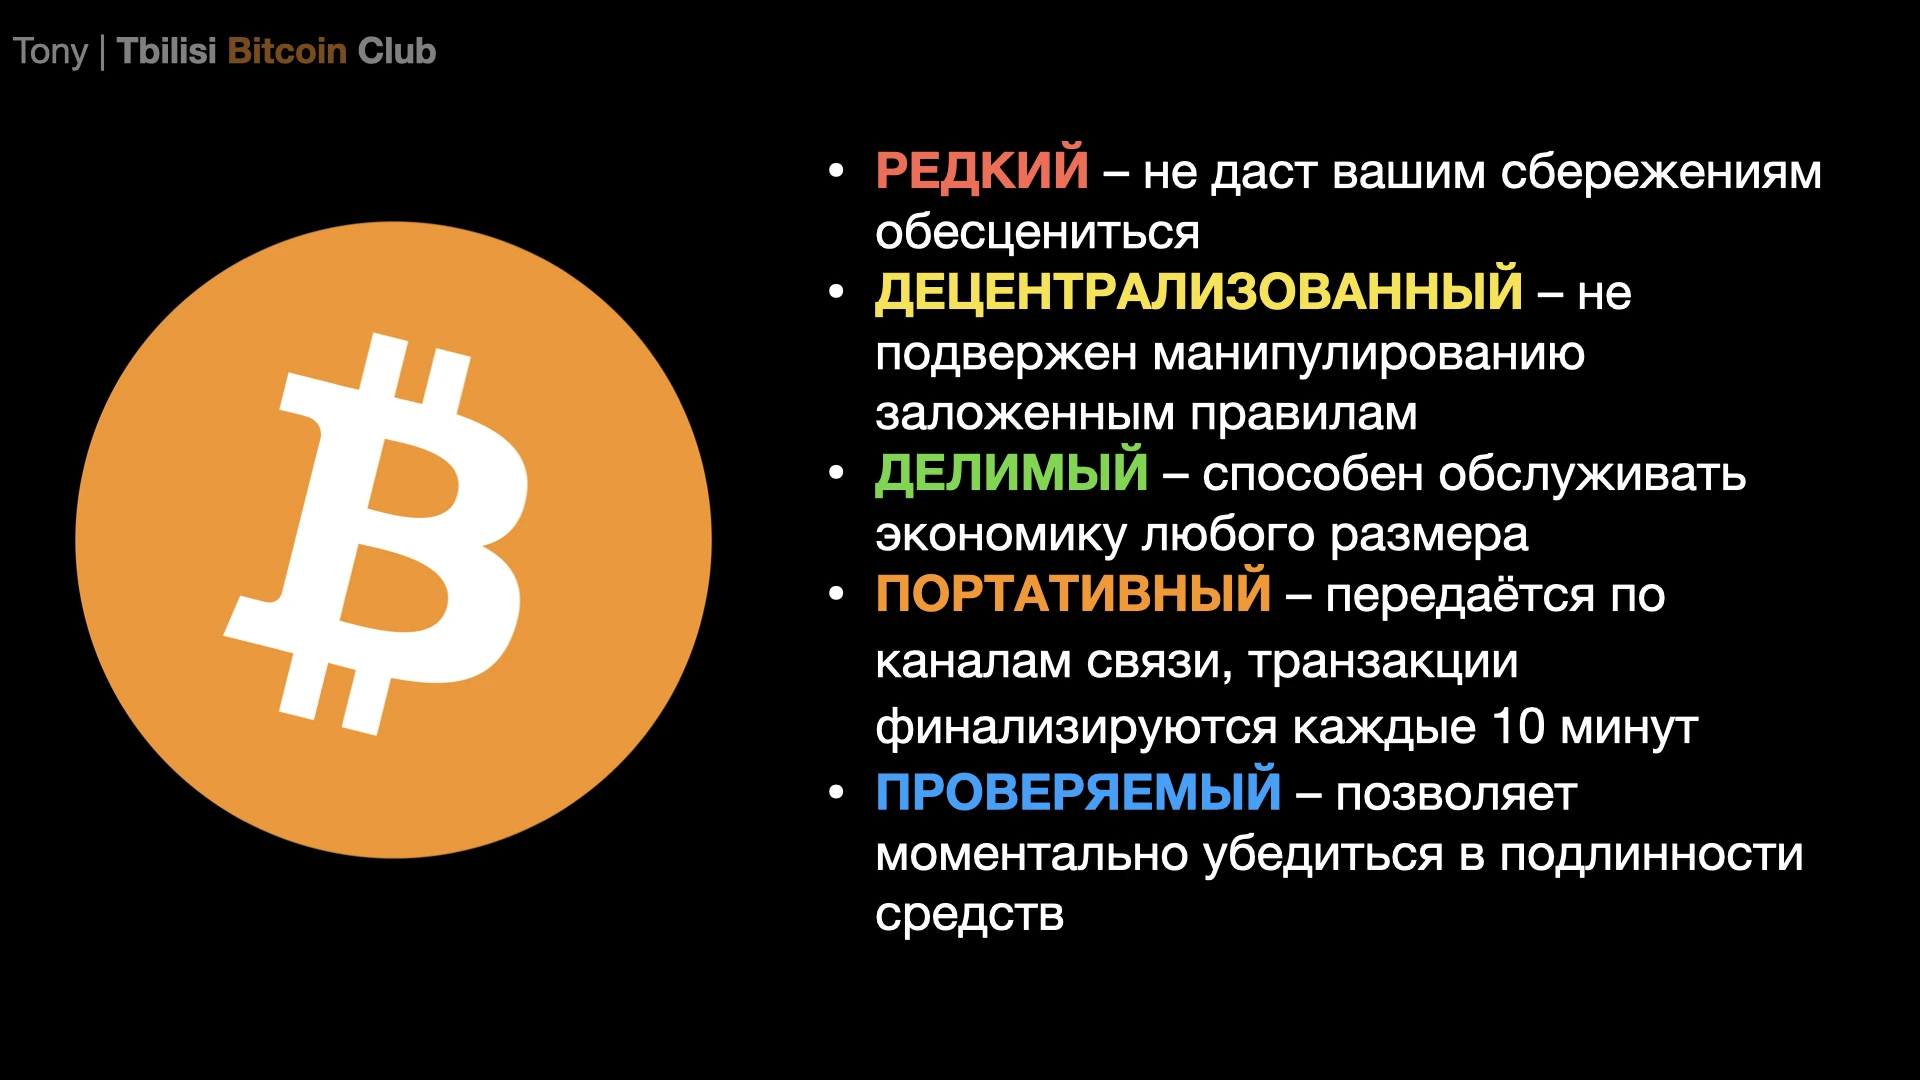 Tony | Tbilisi Bitcoin Club
• РЕДКИЙ – не даст вашим сбережениям
обесцениться
• ДЕЦЕНТРАЛИЗОВАННЫЙ – не
подвержен манипулированию
заложенным правилам
• ДЕЛИМЫЙ – способен обслуживать
экономику любого размера
• ПОРТАТИВНЫЙ – передаётся по
каналам связи, транзакции
финализируются каждые 10 минут
• ПРОВЕРЯЕМЫЙ – позволяет
моментально убедиться в подлинности
средств